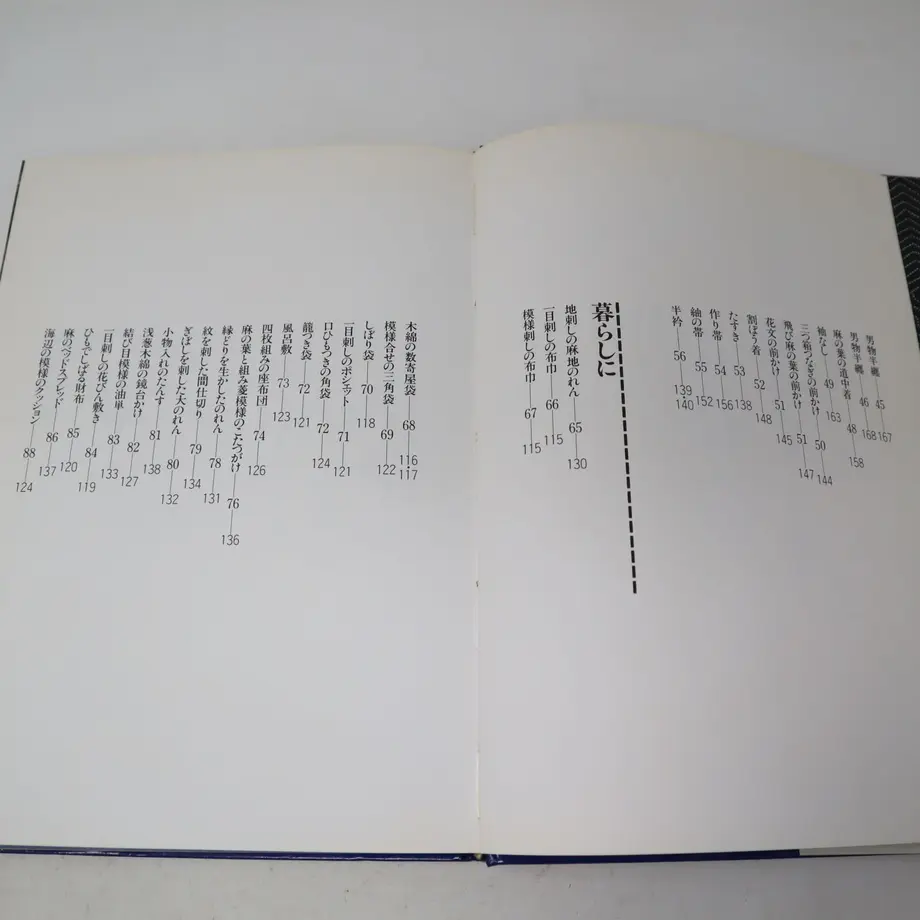 男物半纏 45 167
男物半纏 46 168
麻の葉の道中着 48 158
袖なし 49 163
三つ菊つなぎの前かけ 50 144
飛び麻の葉の前かけ 51 147
花文の前かけ 51 145
割ぽう着 52 148
たすき 53 138
作り帯 54 156
紬の帯 55 152
半衿 56 139・140
暮らしに
地刺しの麻地のれん 65 130
一目刺しの布巾 66 115
模様刺しの布巾 67 115
木綿の数寄屋袋 68 116・117
模様合せの三角袋 69 122
しぼり袋 70 118
一目刺しのポシェット 71 121
口ひもつきの角袋 72 124
籠つき袋 72 121
風呂敷 73 123
四枚組みの座布団 74 126
麻の葉と組み菱模様のこたつがけ 76 136
縁どりを生かしたのれん 78 131
紋を刺した間仕切り 79 134
ぎぼしを刺した大のれん 80 132
小物入れのたんす 81 138
浅葱木綿の鏡台かけ 82 127
結び目模様の油単 83 133
一目刺しの花びん敷き 84 119
ひもでしばる財布 85 120
麻のベッドスプレッド 86 137
海辺の模様のクッション 88 124